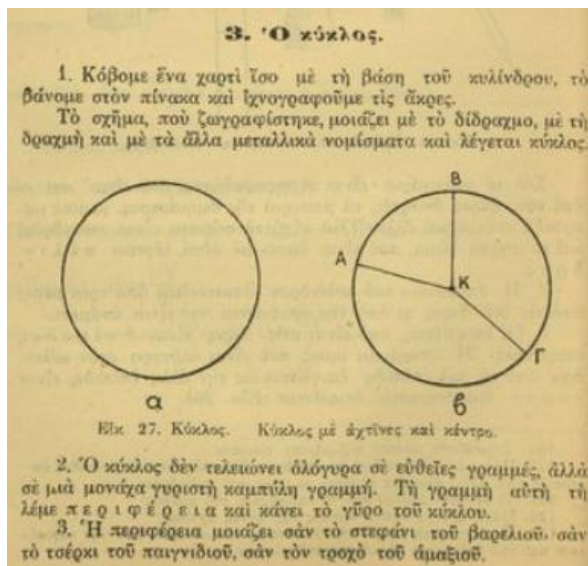 3. Ὁ κύκλος.
1. Κόβομε ἕνα χαρτὶ ἴσο μὲ τὴ βάση τοῦ κυλίνδρου, τὸ
βάνομε στὸν πίνακα καὶ ἰχνογραφοῦμε τὶς ἄκρες.
Τὸ σχῆμα, ποὺ ζωγραφίστηκε, μοιάζει μὲ τὸ δίδραχμο, μὲ τὴ
δραχμὴ καὶ μὲ τὰ ἄλλα μεταλλικὰ νομίσματα καὶ λέγεται κύκλος.
Β
Α
Κ
Γ
α
β
Εἰκ 27. Κύκλος. Κύκλος μὲ ἀχτῖνες καὶ κέντρο.
2. Ὁ κύκλος δὲν τελειώνει ὁλόγυρα σὲ εὐθεῖες γραμμές, ἀλλὰ
σὲ μιὰ μονάχα γυριστὴ καμπύλη γραμμή. Τὴ γραμμὴ αὐτὴ τὴ
λέμε περιφέρεια καὶ κάνει τὸ γῦρο τοῦ κύκλου.
3. Ἡ περιφέρεια μοιάζει σὰν τὸ στεφάνι τοῦ βαρελιοῦ, σὰν
τὸ τσέρκι τοῦ παιγνιδιοῦ, σὰν τὸν τροχὸ τοῦ ἁμαξιοῦ.